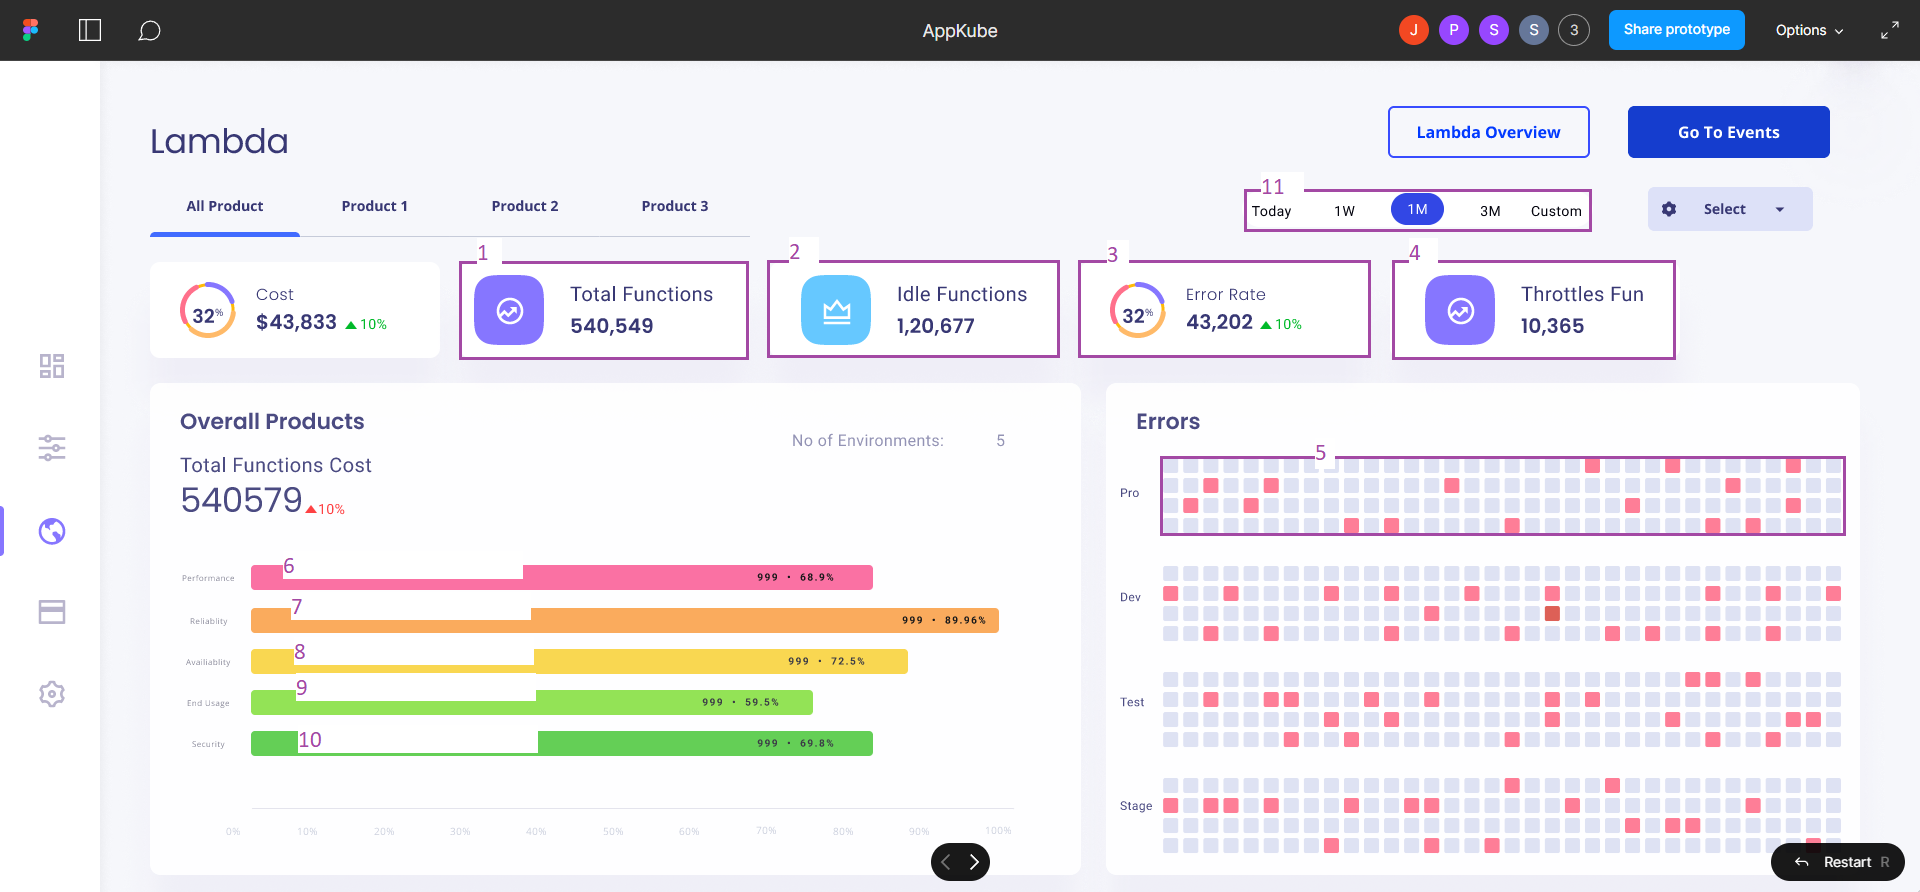 AppKube
J P S S 3
Share prototype
Options
Lambda
Lambda Overview
Go To Events
All Product
Product 1
Product 2
Product 3
11
Today
1W
1M
3M
Custom
Select
32%
Cost
$43,833
10%
1
Total Functions
540,549
2
Idle Functions
1,20,677
3
32%
Error Rate
43,202
10%
4
Throttles Fun
10,365
Overall Products
No of Environments: 5
Total Functions Cost
540579
10%
6
Performance
999 • 68.9%
7
Reliablity
999 • 89.96%
8
Availiablity
999 • 72.5%
9
End Usage
999 • 59.5%
10
Security
999 • 69.8%
0% 10% 20% 30% 40% 50% 60% 70% 80% 90% 100%
Errors
5
Pro
Dev
Test
Stage
Restart R